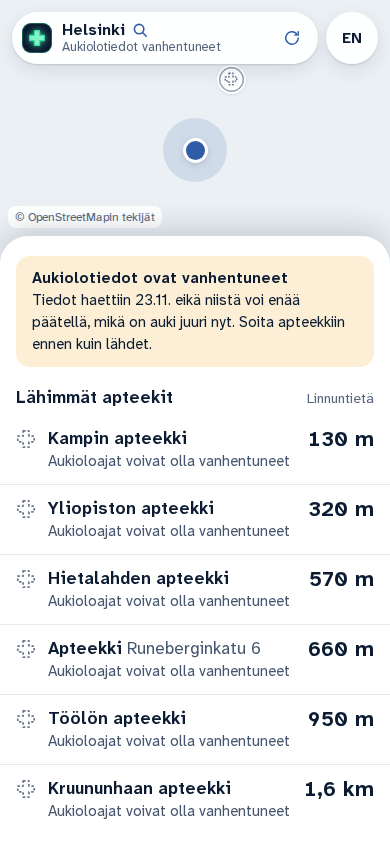 Helsinki
Aukiolotiedot vanhentuneet
EN
© OpenStreetMapin tekijät
Aukiolotiedot ovat vanhentuneet
Tiedot haettiin 23.11. eikä niistä voi enää
päätellä, mikä on auki juuri nyt. Soita apteekkiin
ennen kuin lähdet.
Lähimmät apteekit
Linnuntietä
Kampin apteekki
130 m
Aukioloajat voivat olla vanhentuneet
Yliopiston apteekki
320 m
Aukioloajat voivat olla vanhentuneet
Hietalahden apteekki
570 m
Aukioloajat voivat olla vanhentuneet
Apteekki Runeberginkatu 6
660 m
Aukioloajat voivat olla vanhentuneet
Töölön apteekki
950 m
Aukioloajat voivat olla vanhentuneet
Kruununhaan apteekki
1,6 km
Aukioloajat voivat olla vanhentuneet